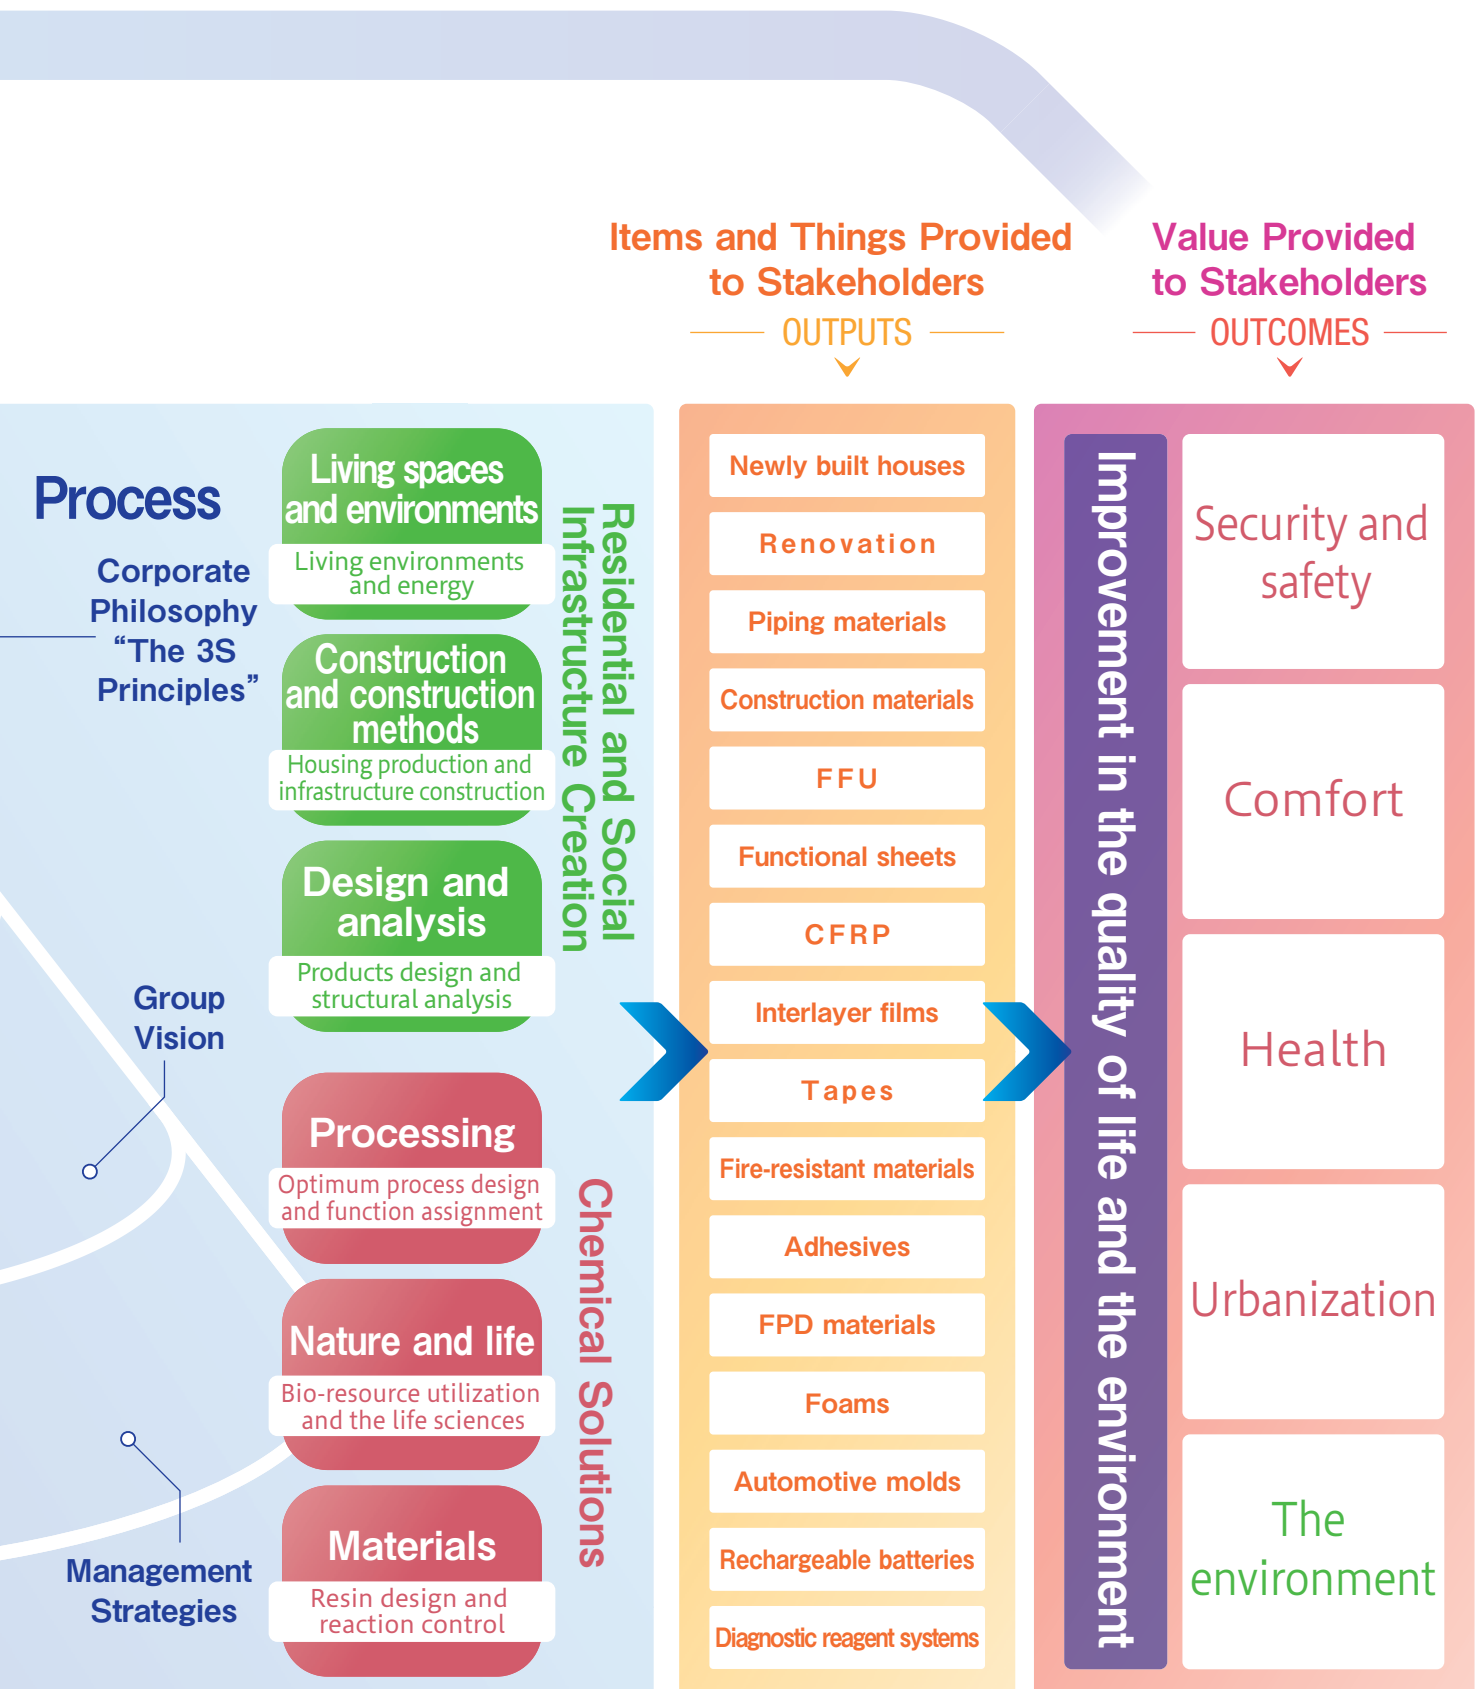 Items and Things Provided
to Stakeholders
OUTPUTS
Value Provided
to Stakeholders
OUTCOMES
Process
Corporate
Philosophy
“The 3S
Principles”
Group
Vision
Management
Strategies
Living spaces
and environments
Living environments
and energy
Construction
and construction
methods
Housing production and
infrastructure construction
Design and
analysis
Products design and
structural analysis
Residential and Social
Infrastructure Creation
Processing
Optimum process design
and function assignment
Nature and life
Bio-resource utilization
and the life sciences
Materials
Resin design and
reaction control
Chemical Solutions
Newly built houses
Renovation
Piping materials
Construction materials
FFU
Functional sheets
CFRP
Interlayer films
Tapes
Fire-resistant materials
Adhesives
FPD materials
Foams
Automotive molds
Rechargeable batteries
Diagnostic reagent systems
Improvement in the quality of life and the environment
Security and
safety
Comfort
Health
Urbanization
The
environment